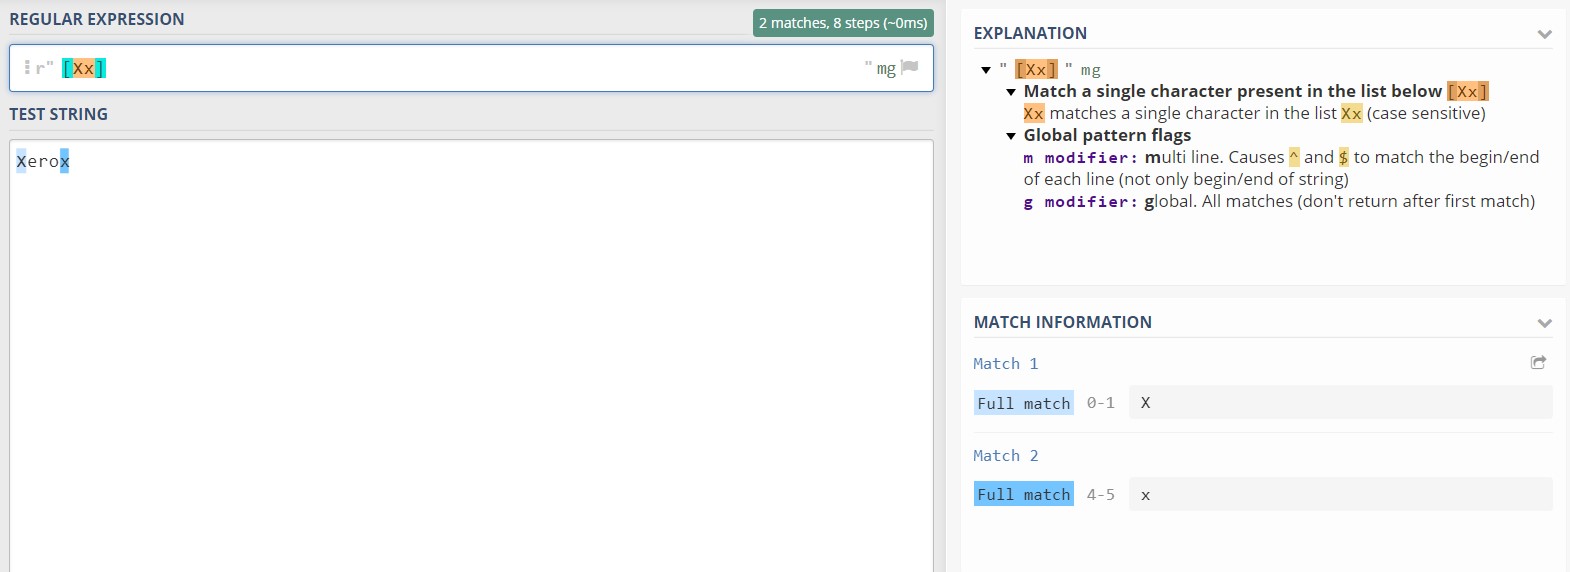 REGULAR EXPRESSION
2 matches, 8 steps (~0ms)
r" [Xx] " mg
TEST STRING
Xerox
EXPLANATION
" [Xx] " mg
Match a single character present in the list below [Xx]
Xx matches a single character in the list Xx (case sensitive)
Global pattern flags
m modifier: multi line. Causes ^ and $ to match the begin/end
of each line (not only begin/end of string)
g modifier: global. All matches (don't return after first match)
MATCH INFORMATION
Match 1
Full match 0-1 X
Match 2
Full match 4-5 x